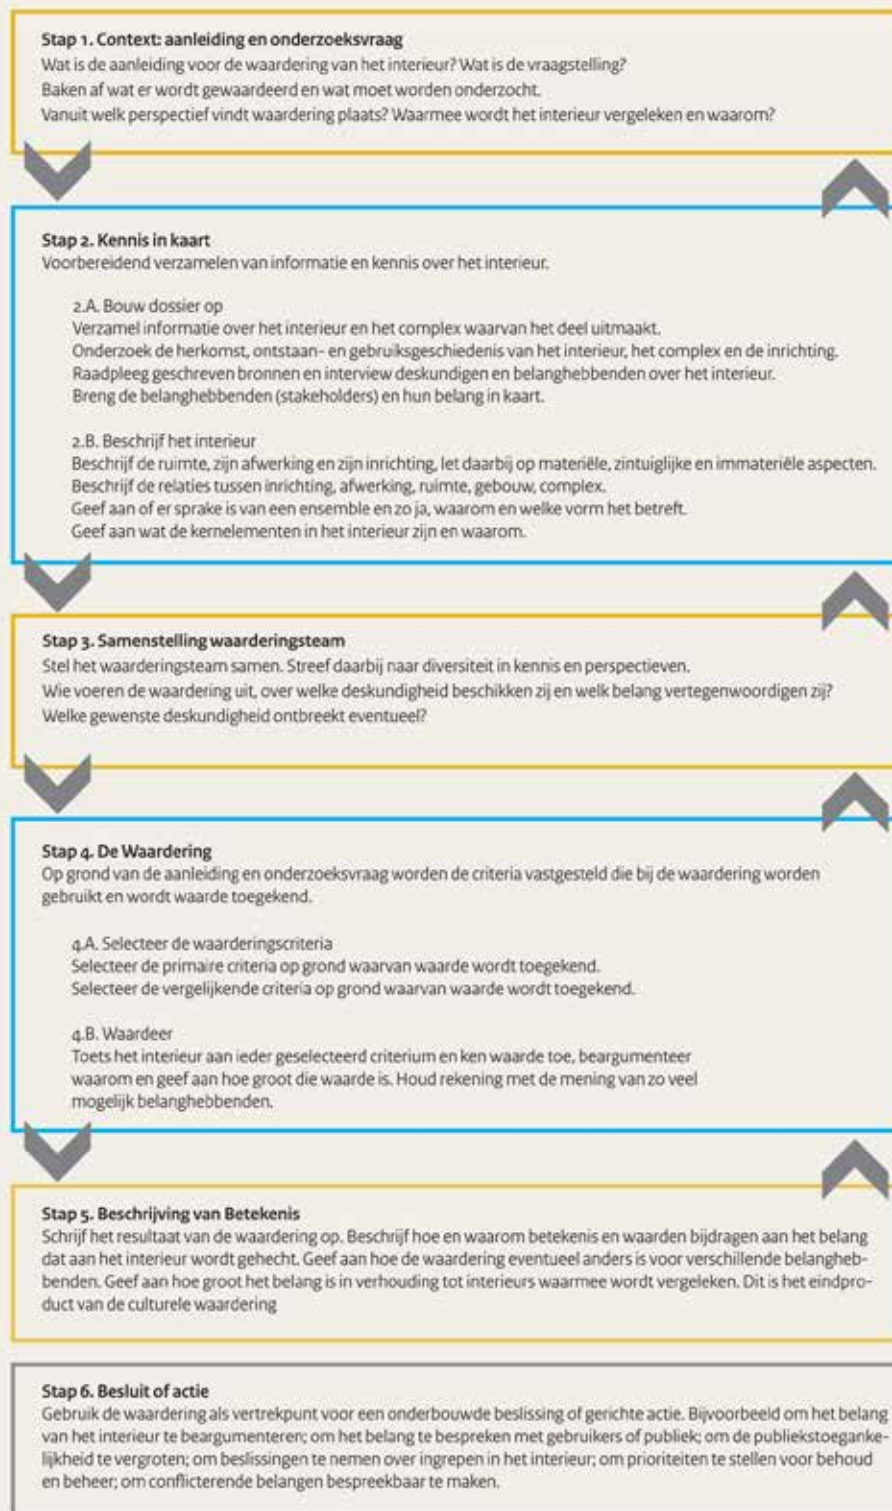 Stap 1. Context: aanleiding en onderzoeksvraag
Wat is de aanleiding voor de waardering van het interieur? Wat is de vraagstelling?
Baken af wat er wordt gewaardeerd en wat moet worden onderzocht.
Vanuit welk perspectief vindt waardering plaats? Waarmee wordt het interieur vergeleken en waarom?
Stap 2. Kennis in kaart
Voorbereidend verzamelen van informatie en kennis over het interieur.
2.A. Bouw dossier op
Verzamel informatie over het interieur en het complex waarvan het deel uitmaakt.
Onderzoek de herkomst, ontstaan- en gebruiksgeschiedenis van het interieur, het complex en de inrichting.
Raadpleeg geschreven bronnen en interview deskundigen en belanghebbenden over het interieur.
Breng de belanghebbenden (stakeholders) en hun belang in kaart.
2.B. Beschrijf het interieur
Beschrijf de ruimte, zijn afwerking en zijn inrichting, let daarbij op materiële, zintuiglijke en immateriële aspecten.
Beschrijf de relaties tussen inrichting, afwerking, ruimte, gebouw, complex.
Geef aan of er sprake is van een ensemble en zo ja, waarom en welke vorm het betreft.
Geef aan wat de kernelementen in het interieur zijn en waarom.
Stap 3. Samenstelling waarderingsteam
Stel het waarderingsteam samen. Streef daarbij naar diversiteit in kennis en perspectieven.
Wie voeren de waardering uit, over welke deskundigheid beschikken zij en welk belang vertegenwoordigen zij?
Welke gewenste deskundigheid ontbreekt eventueel?
Stap 4. De Waardering
Op grond van de aanleiding en onderzoeksvraag worden de criteria vastgesteld die bij de waardering worden
gebruikt en wordt waarde toegekend.
4.A. Selecteer de waarderingscriteria
Selecteer de primaire criteria op grond waarvan waarde wordt toegekend.
Selecteer de vergelijkende criteria op grond waarvan waarde wordt toegekend.
4.B. Waardeer
Toets het interieur aan ieder geselecteerd criterium en ken waarde toe, beargumenteer
waarom en geef aan hoe groot die waarde is. Houd rekening met de mening van zo veel
mogelijk belanghebbenden.
Stap 5. Beschrijving van Betekenis
Schrijf het resultaat van de waardering op. Beschrijf hoe en waarom betekenis en waarden bijdragen aan het belang
dat aan het interieur wordt gehecht. Geef aan hoe de waardering eventueel anders is voor verschillende belangheb-
benden. Geef aan hoe groot het belang is in verhouding tot interieurs waarmee wordt vergeleken. Dit is het eindpro-
duct van de culturele waardering
Stap 6. Besluit of actie
Gebruik de waardering als vertrekpunt voor een onderbouwde beslissing of gerichte actie. Bijvoorbeeld om het belang
van het interieur te beargumenteren; om het belang te bespreken met gebruikers of publiek; om de publiekstoeganke-
lijkheid te vergroten; om beslissingen te nemen over ingrepen in het interieur; om prioriteiten te stellen voor behoud
en beheer; om conflicterende belangen bespreekbaar te maken.